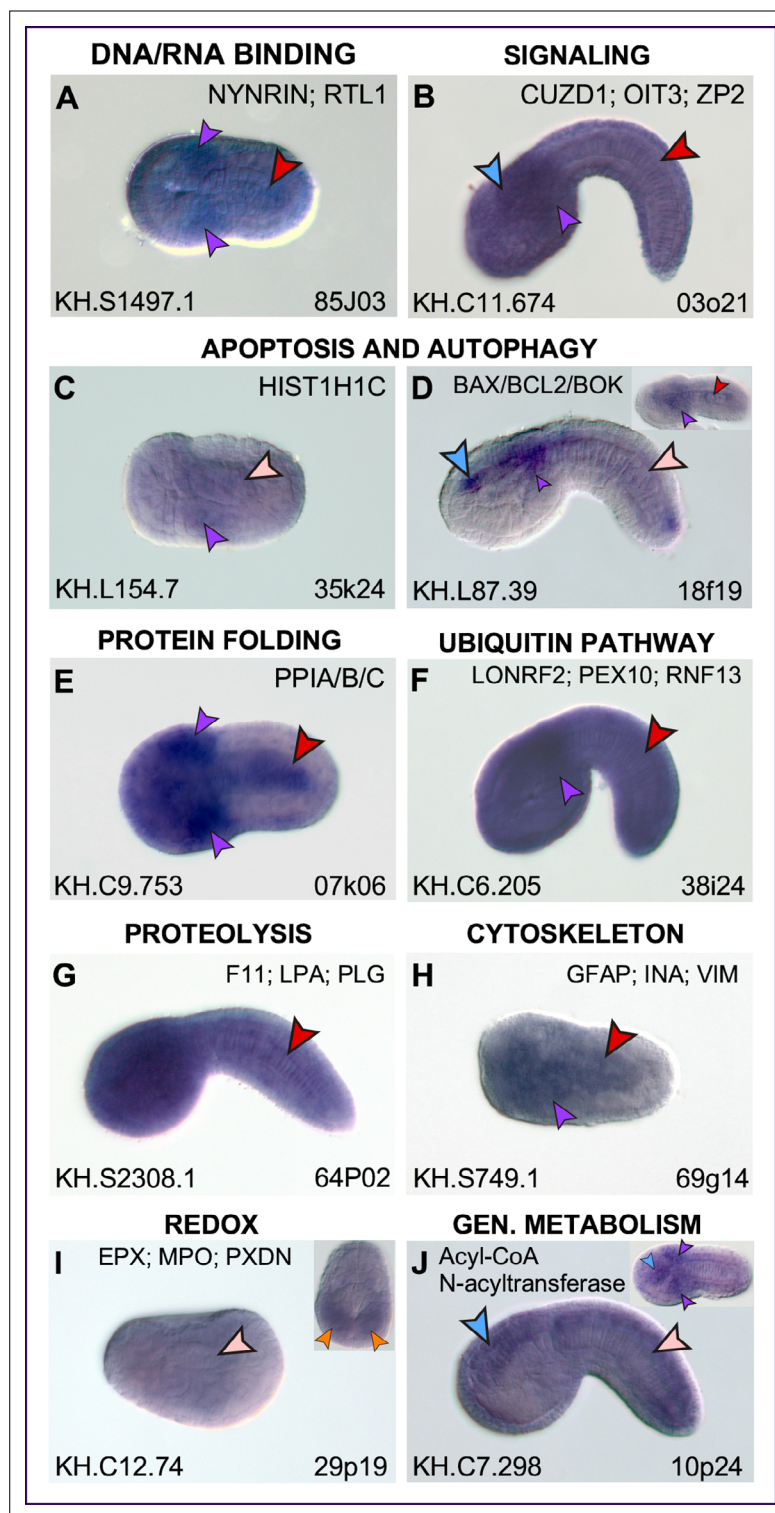 DNA/RNA BINDING
SIGNALING
A
NYNRIN; RTL1
KH.S1497.1
85J03
B
CUZD1; OIT3; ZP2
KH.C11.674
03o21
APOPTOSIS AND AUTOPHAGY
C
HIST1H1C
KH.L154.7
35k24
D
BAX/BCL2/BOK
KH.L87.39
18f19
PROTEIN FOLDING
UBIQUITIN PATHWAY
E
PPIA/B/C
KH.C9.753
07k06
F
LONRF2; PEX10; RNF13
KH.C6.205
38i24
PROTEOLYSIS
CYTOSKELETON
G
F11; LPA; PLG
KH.S2308.1
64P02
H
GFAP; INA; VIM
KH.S749.1
69g14
REDOX
GEN. METABOLISM
I
EPX; MPO; PXDN
KH.C12.74
29p19
J
Acyl-CoA
N-acyltransferase
KH.C7.298
10p24